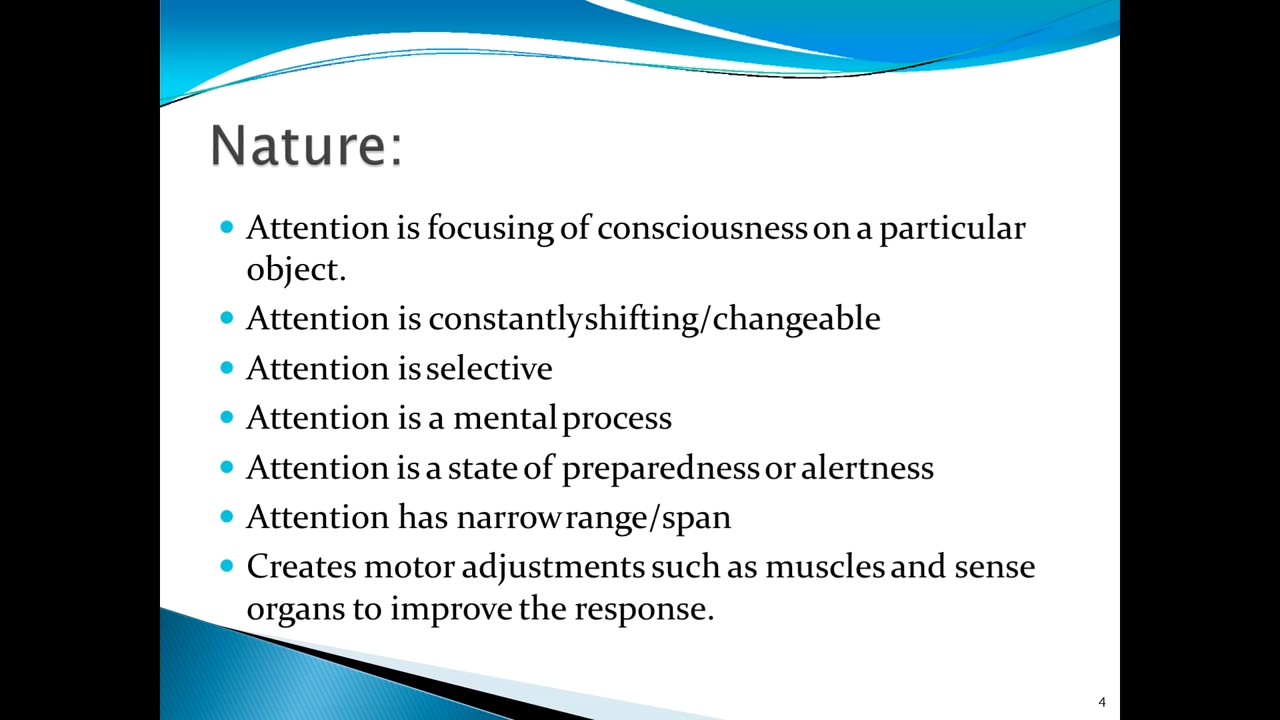 Nature:
• Attention is focusing of consciousness on a particular
object.
• Attention is constantly shifting/changeable
• Attention is selective
• Attention is a mental process
• Attention is a state of preparedness or alertness
• Attention has narrow range/span
• Creates motor adjustments such as muscles and sense
organs to improve the response.
4